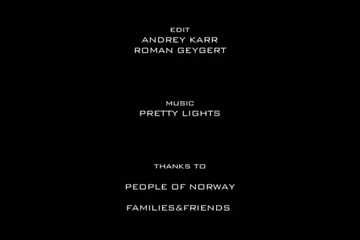 EDIT
ANDREY KARR
ROMAN GEYGERT
MUSIC
PRETTY LIGHTS
THANKS TO
PEOPLE OF NORWAY
FAMILIES&FRIENDS